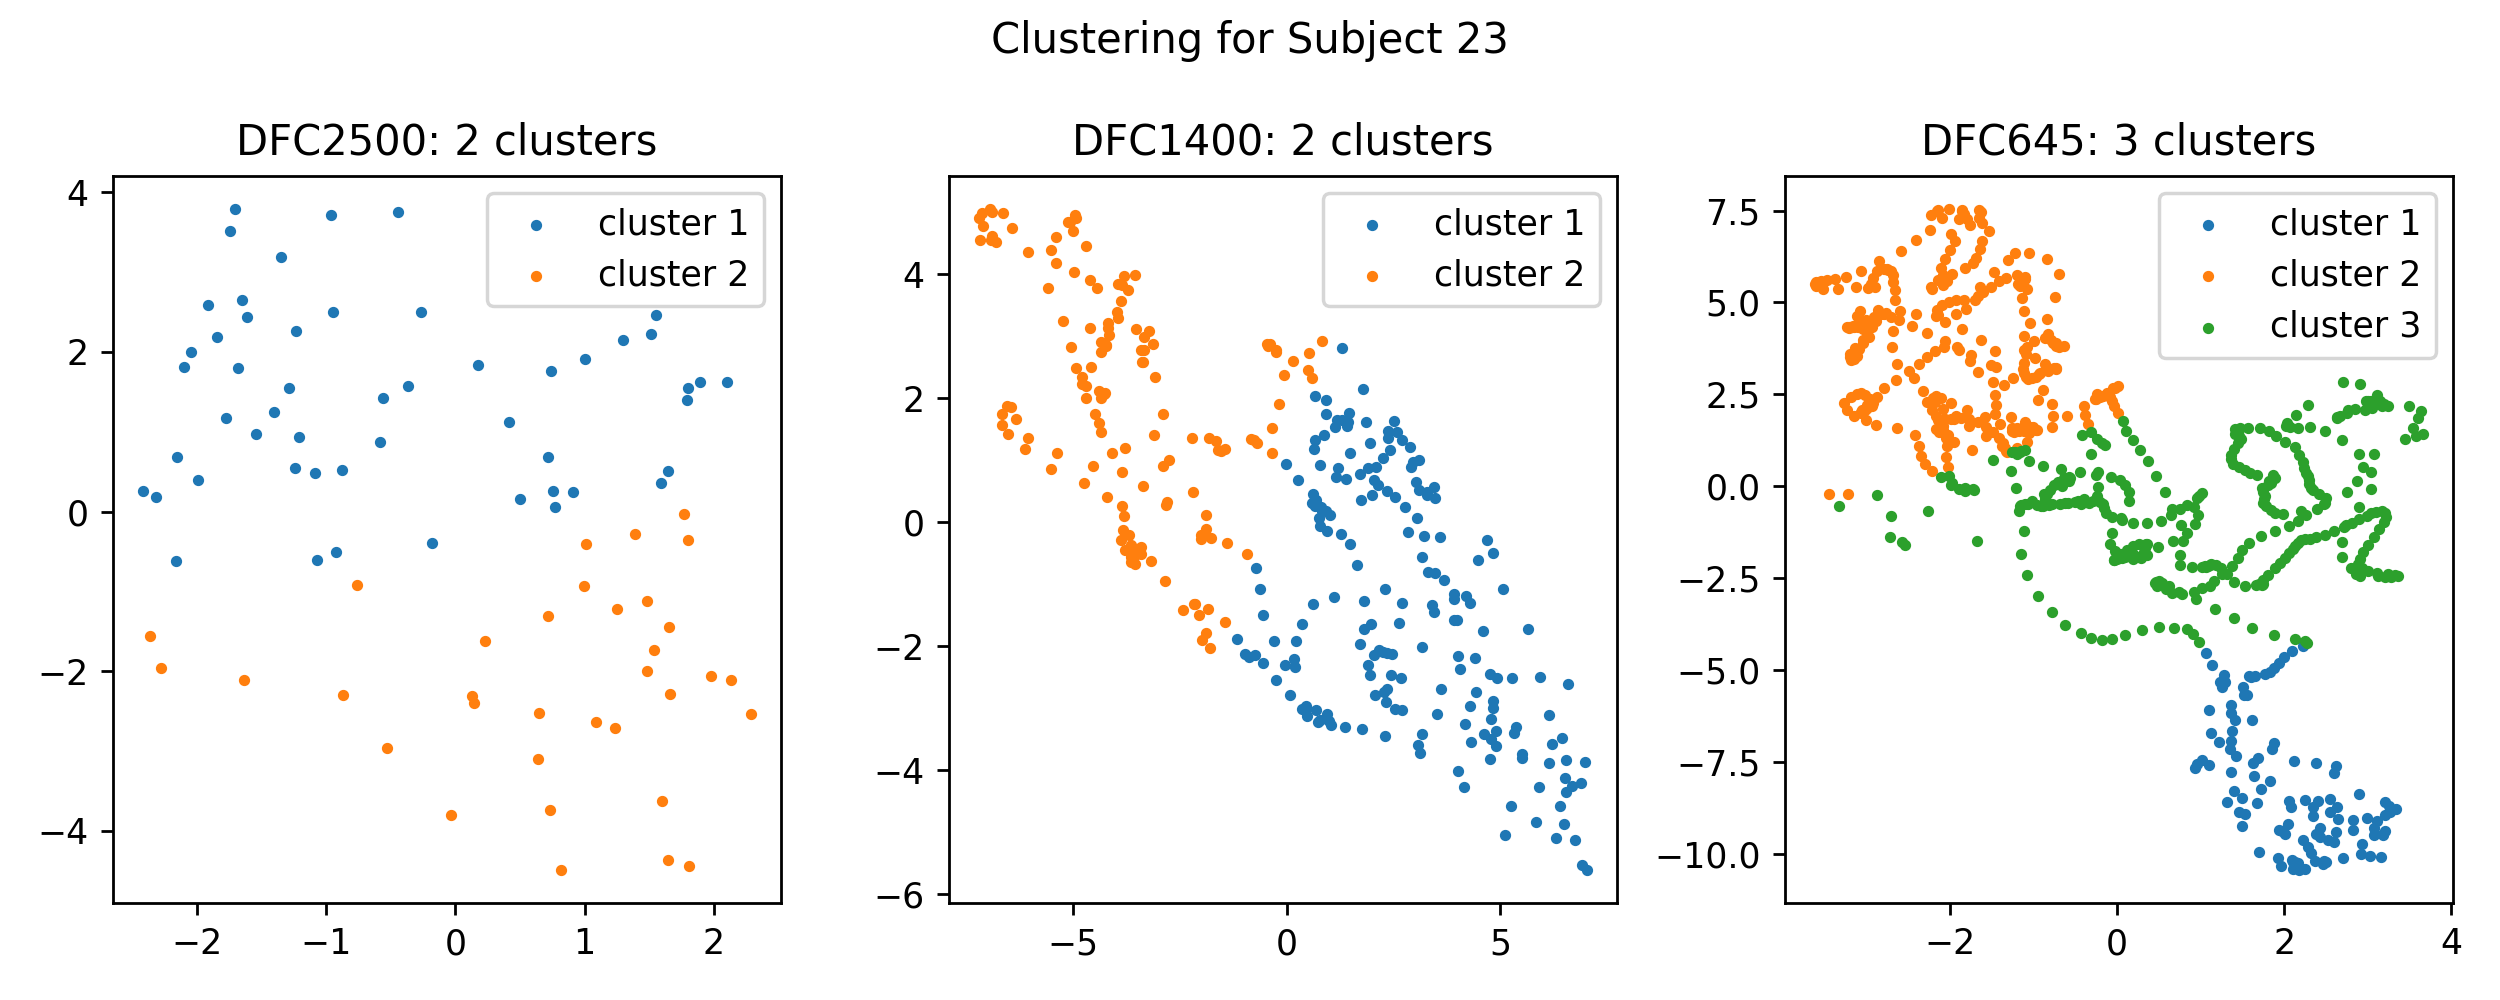 Clustering for Subject 23
DFC2500: 2 clusters
DFC1400: 2 clusters
DFC645: 3 clusters
cluster 1
cluster 2
4
2
0
−2
−4
−2
−1
0
1
2
cluster 1
cluster 2
4
2
0
−2
−4
−6
−5
0
5
cluster 1
cluster 2
cluster 3
7.5
5.0
2.5
0.0
−2.5
−5.0
−7.5
−10.0
−2
0
2
4